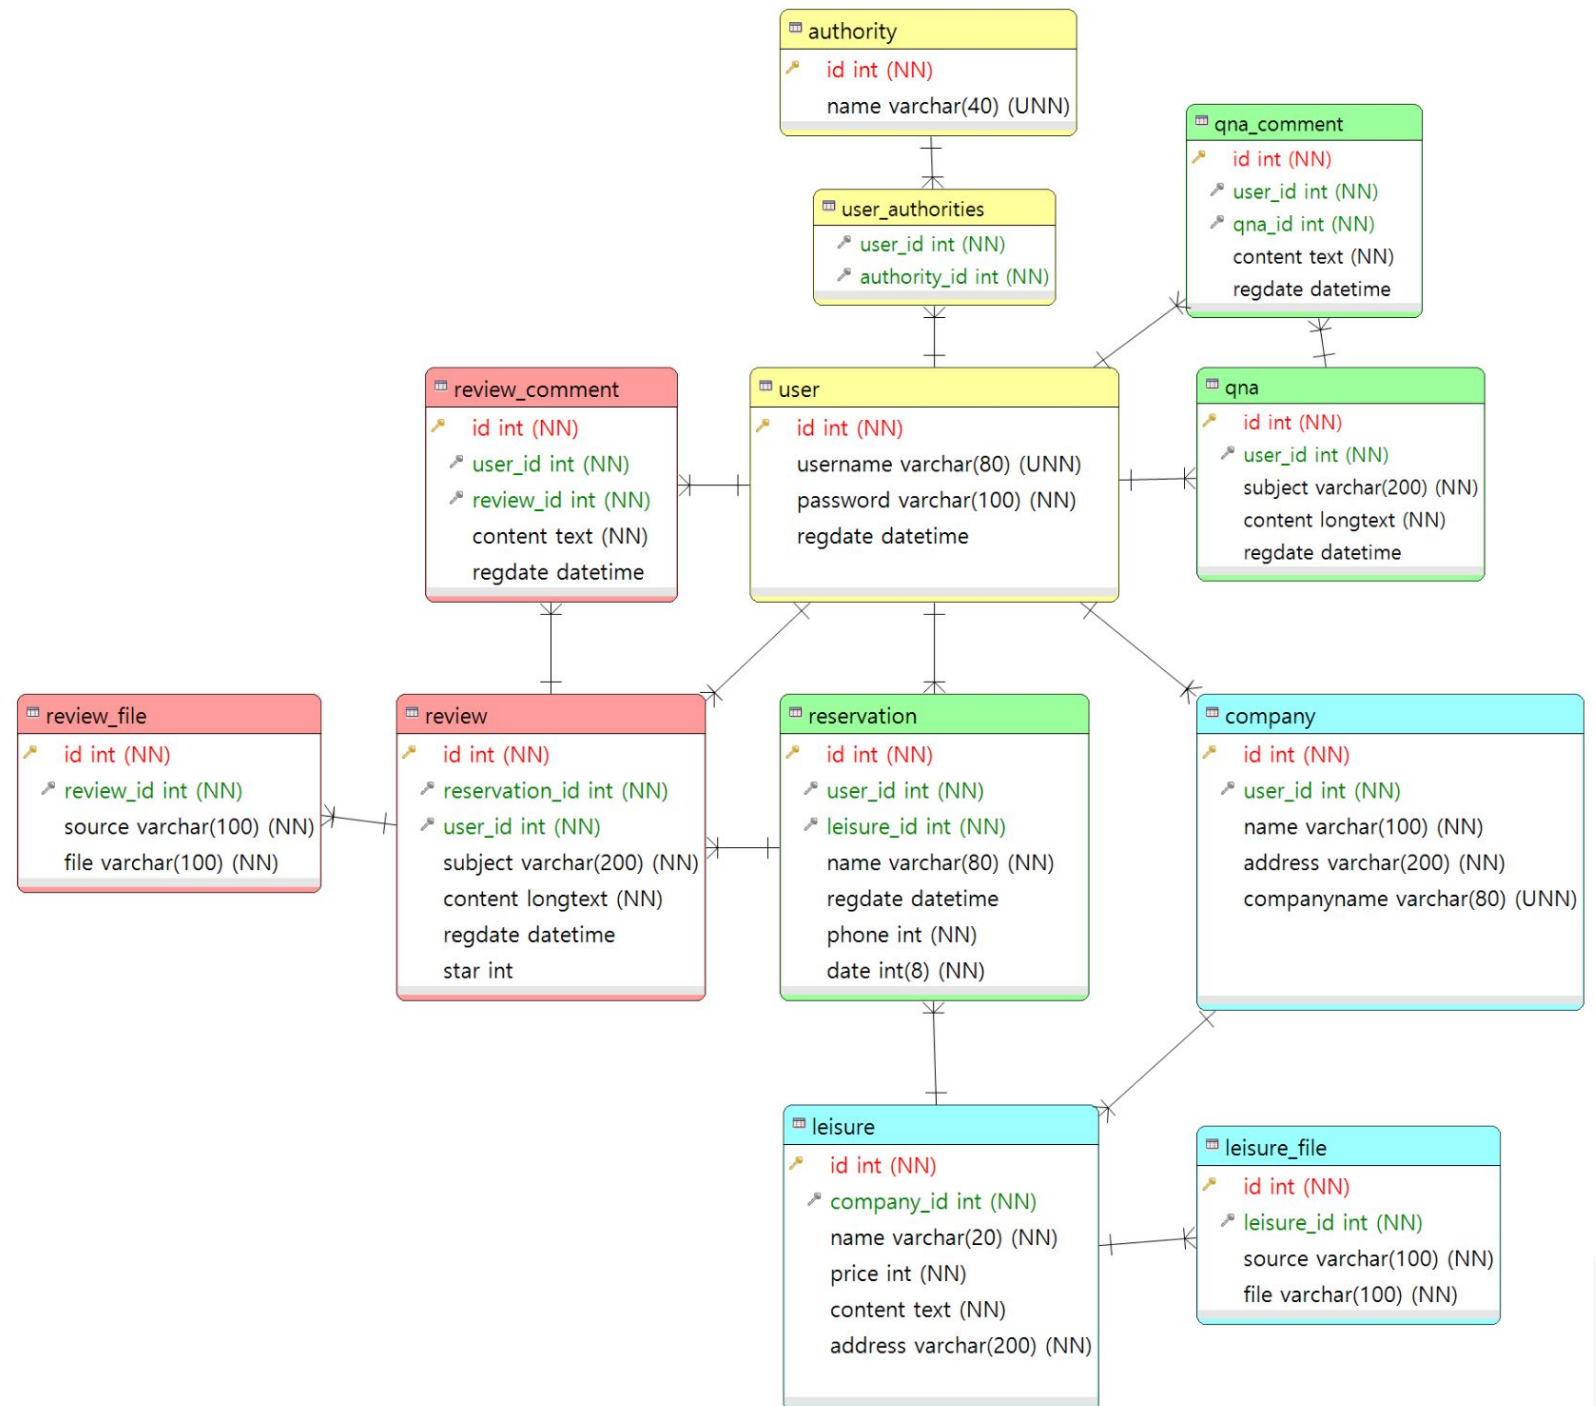 authority
id int (NN)
name varchar(40) (UNN)
qna_comment
id int (NN)
user_id int (NN)
qna_id int (NN)
content text (NN)
regdate datetime
user_authorities
user_id int (NN)
authority_id int (NN)
review_comment
id int (NN)
user_id int (NN)
review_id int (NN)
content text (NN)
regdate datetime
user
id int (NN)
username varchar(80) (UNN)
password varchar(100) (NN)
regdate datetime
qna
id int (NN)
user_id int (NN)
subject varchar(200) (NN)
content longtext (NN)
regdate datetime
review_file
id int (NN)
review_id int (NN)
source varchar(100) (NN)
file varchar(100) (NN)
review
id int (NN)
reservation_id int (NN)
user_id int (NN)
subject varchar(200) (NN)
content longtext (NN)
regdate datetime
star int
reservation
id int (NN)
user_id int (NN)
leisure_id int (NN)
name varchar(80) (NN)
regdate datetime
phone int (NN)
date int(8) (NN)
company
id int (NN)
user_id int (NN)
name varchar(100) (NN)
address varchar(200) (NN)
companyname varchar(80) (UNN)
leisure
id int (NN)
company_id int (NN)
name varchar(20) (NN)
price int (NN)
content text (NN)
address varchar(200) (NN)
leisure_file
id int (NN)
leisure_id int (NN)
source varchar(100) (NN)
file varchar(100) (NN)